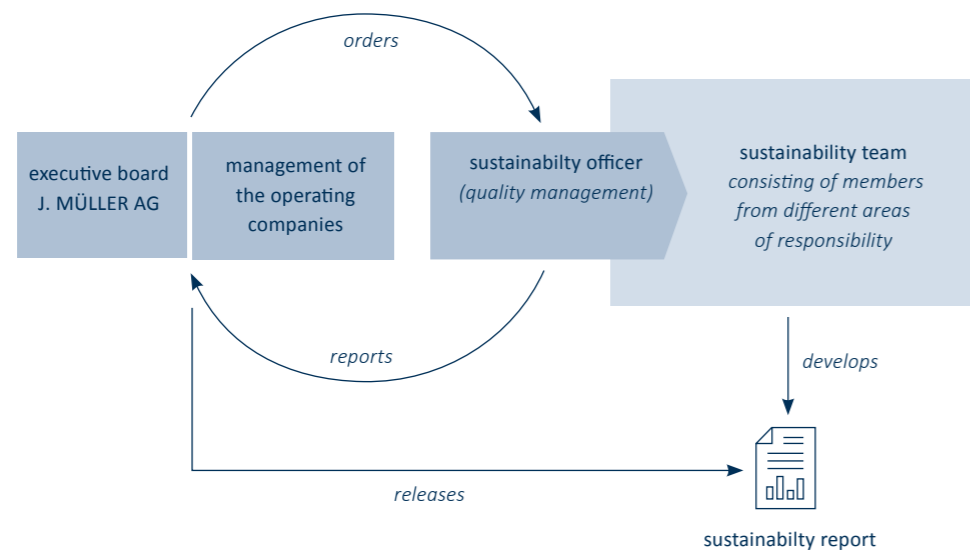 orders
executive board
J. MÜLLER AG
management of
the operating
companies
sustainabilty officer
(quality management)
sustainability team
consisting of members
from different areas
of responsibility
reports
develops
releases
sustainabilty report